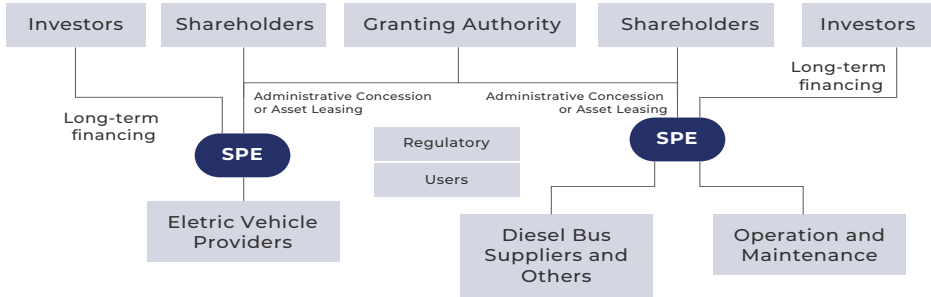 Investors
Shareholders
Granting Authority
Shareholders
Investors
Long-term
financing
Administrative Concession
or Asset Leasing
Administrative Concession
or Asset Leasing
Long-term
financing
SPE
Regulatory
Users
SPE
Eletric Vehicle
Providers
Diesel Bus
Suppliers and
Others
Operation and
Maintenance